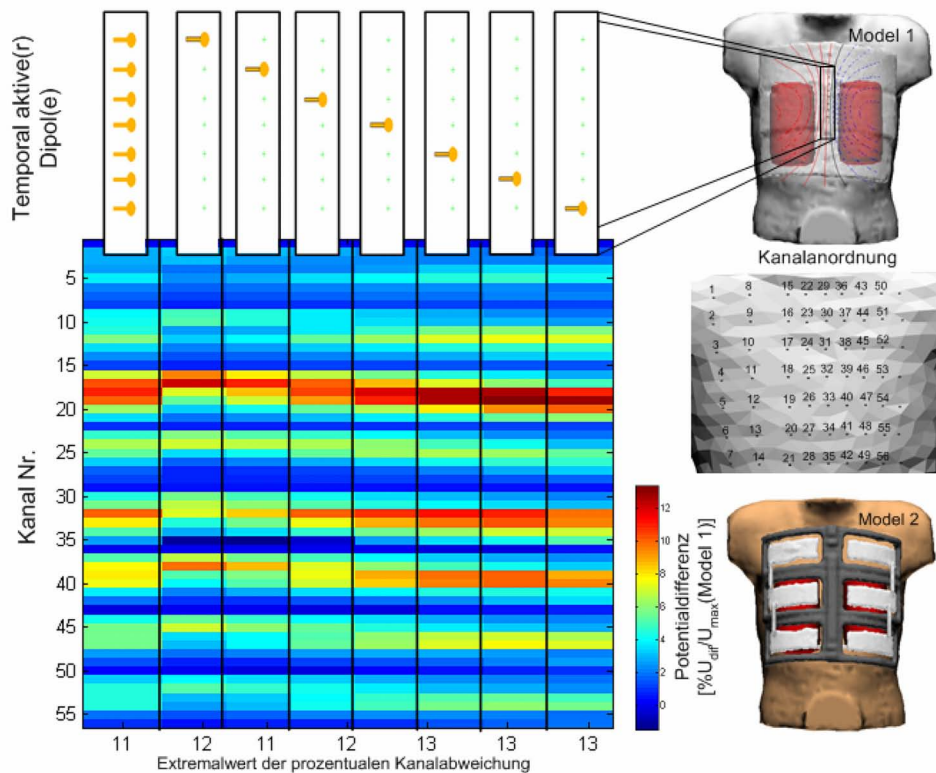 Temporal aktive(r)
Dipol(e)
Model 1
Kanalanordnung
1 8 15 22 29 36 43 50
2 9 16 23 30 37 44 51
3 10 17 24 31 38 45 52
4 11 18 25 32 39 46 53
5 12 19 26 33 40 47 54
6 13 20 27 34 41 48 55
7 14 21 28 35 42 49 56
Kanal Nr.
5
10
15
20
25
30
35
40
45
50
55
11 12 11 12 13 13 13
Extremalwert der prozentualen Kanalabweichung
12
10
8
6
4
2
0
Potentialdifferenz
[%U_dif/U_max(Model 1)]
Model 2